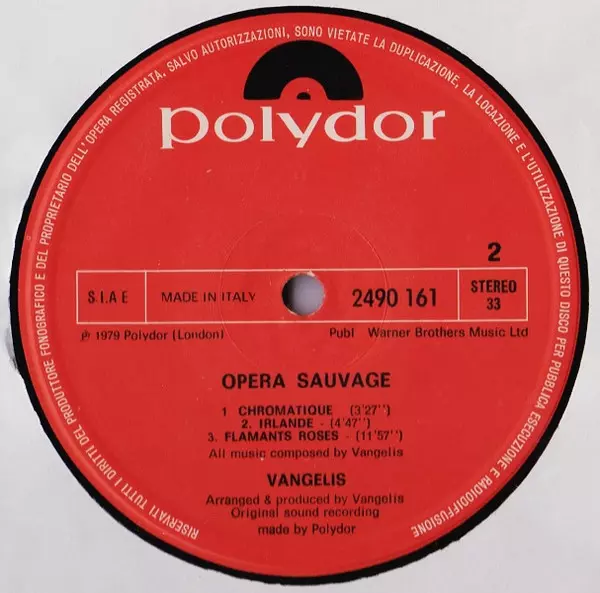 RISERVATI TUTTI I DIRITTI DEL PRODUTTORE FONOGRAFICO E DEL PROPRIETARIO DELL'OPERA REGISTRATA. SALVO AUTORIZZAZIONI, SONO VIETATE LA DUPLICAZIONE, LA LOCAZIONE E L'UTILIZZAZIONE DI QUESTO DISCO PER PUBBLICA ESECUZIONE E RADIODIFFUSIONE
polydor
2
S.I.A E
MADE IN ITALY
2490 161
STEREO
33
℗ 1979 Polydor (London)
Publ Warner Brothers Music Ltd
OPERA SAUVAGE
1 CHROMATIQUE (3'27'')
2. IRLANDE - (4'47'')
3. FLAMANTS ROSES - (11'57'')
All music composed by Vangelis
VANGELIS
Arranged & produced by Vangelis
Original sound recording
made by Polydor